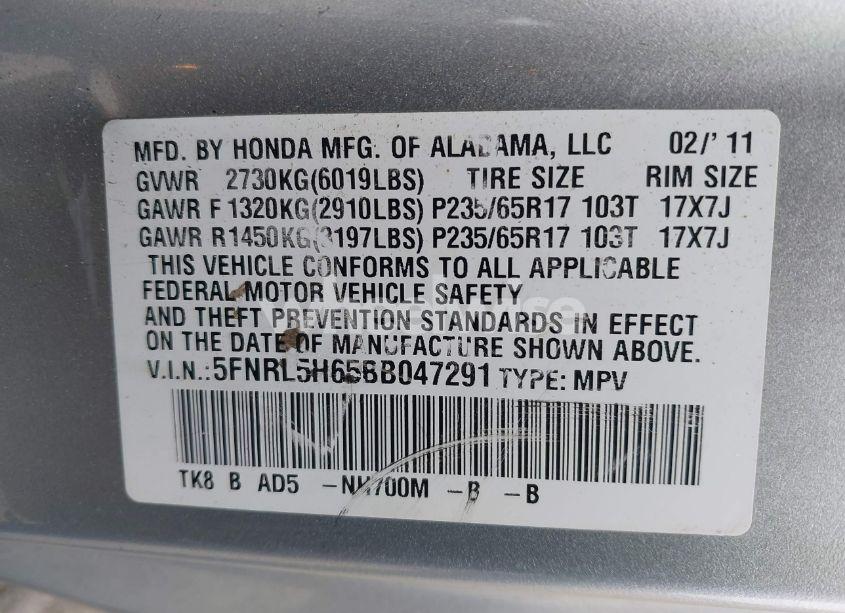 MFD. BY HONDA MFG. OF ALABAMA, LLC 02/' 11
GVWR 2730KG(6019LBS) TIRE SIZE RIM SIZE
GAWR F 1320KG(2910LBS) P235/65R17 103T 17X7J
GAWR R1450KG(3197LBS) P235/65R17 103T 17X7J
THIS VEHICLE CONFORMS TO ALL APPLICABLE
FEDERAL MOTOR VEHICLE SAFETY
AND THEFT PREVENTION STANDARDS IN EFFECT
ON THE DATE OF MANUFACTURE SHOWN ABOVE.
V.I.N.: 5FNRL5H656B047291 TYPE: MPV
TK8 B AD5 -NH700M -B -B